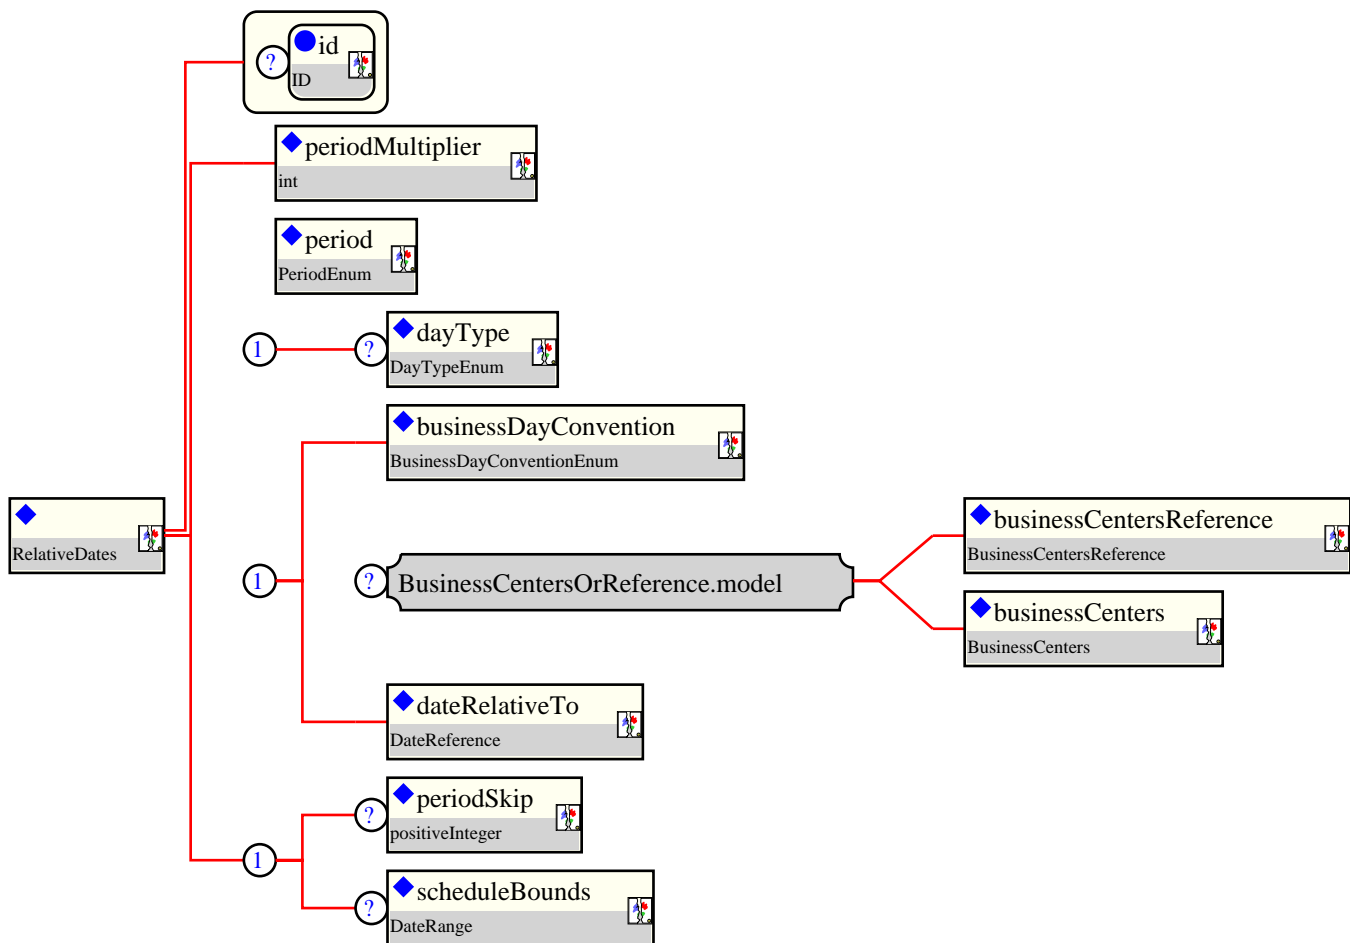 id
?
ID
periodMultiplier
int
period
PeriodEnum
1
?
dayType
DayTypeEnum
businessDayConvention
BusinessDayConventionEnum
RelativeDates
1
?
BusinessCentersOrReference.model
businessCentersReference
BusinessCentersReference
businessCenters
BusinessCenters
dateRelativeTo
DateReference
1
?
periodSkip
positiveInteger
?
scheduleBounds
DateRange